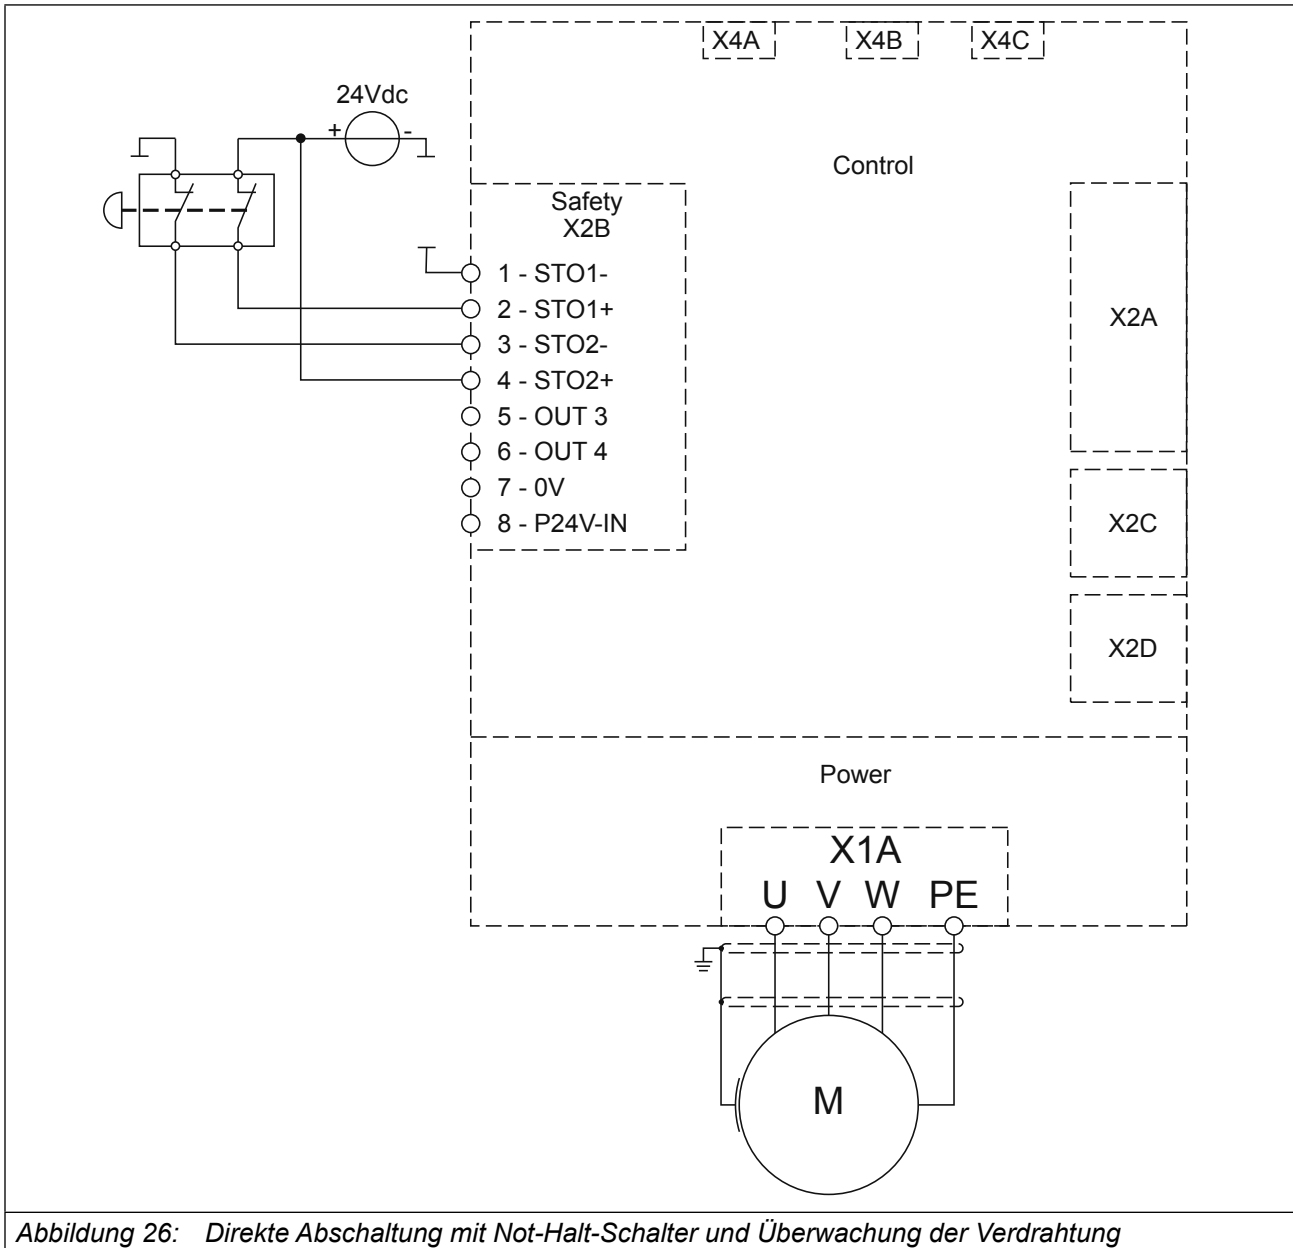 X4A X4B X4C
24Vdc
+ -
Control
Safety
X2B
1 - STO1-
2 - STO1+
3 - STO2-
4 - STO2+
5 - OUT 3
6 - OUT 4
7 - 0V
8 - P24V-IN
X2A
X2C
X2D
Power
X1A
U V W PE
M
Abbildung 26: Direkte Abschaltung mit Not-Halt-Schalter und Überwachung der Verdrahtung